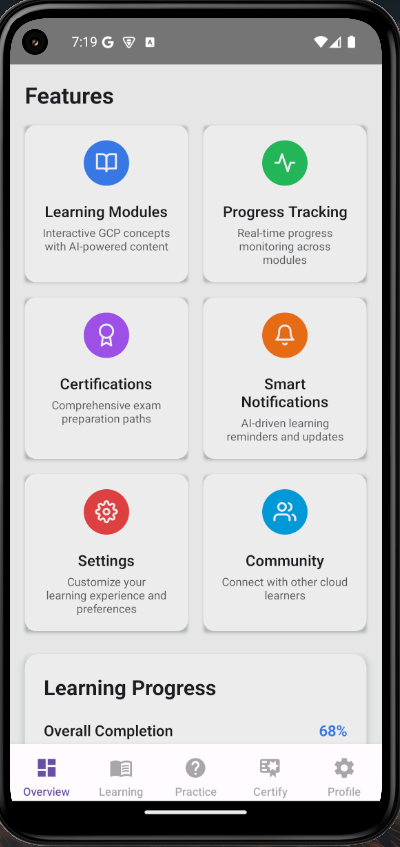 7:19
Features
Learning Modules
Interactive GCP concepts
with AI-powered content
Progress Tracking
Real-time progress
monitoring across
modules
Certifications
Comprehensive exam
preparation paths
Smart
Notifications
AI-driven learning
reminders and updates
Settings
Customize your
learning experience and
preferences
Community
Connect with other cloud
learners
Learning Progress
Overall Completion 68%
Overview Learning Practice Certify Profile